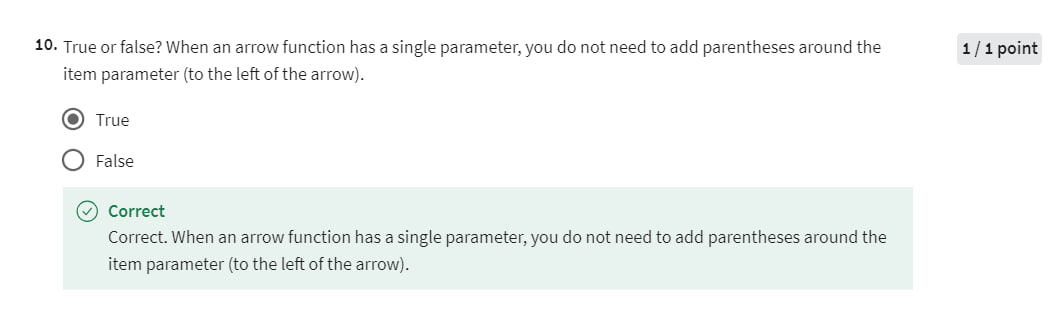 10. True or false? When an arrow function has a single parameter, you do not need to add parentheses around the
1 / 1 point
item parameter (to the left of the arrow).
True
False
Correct
Correct. When an arrow function has a single parameter, you do not need to add parentheses around the
item parameter (to the left of the arrow).